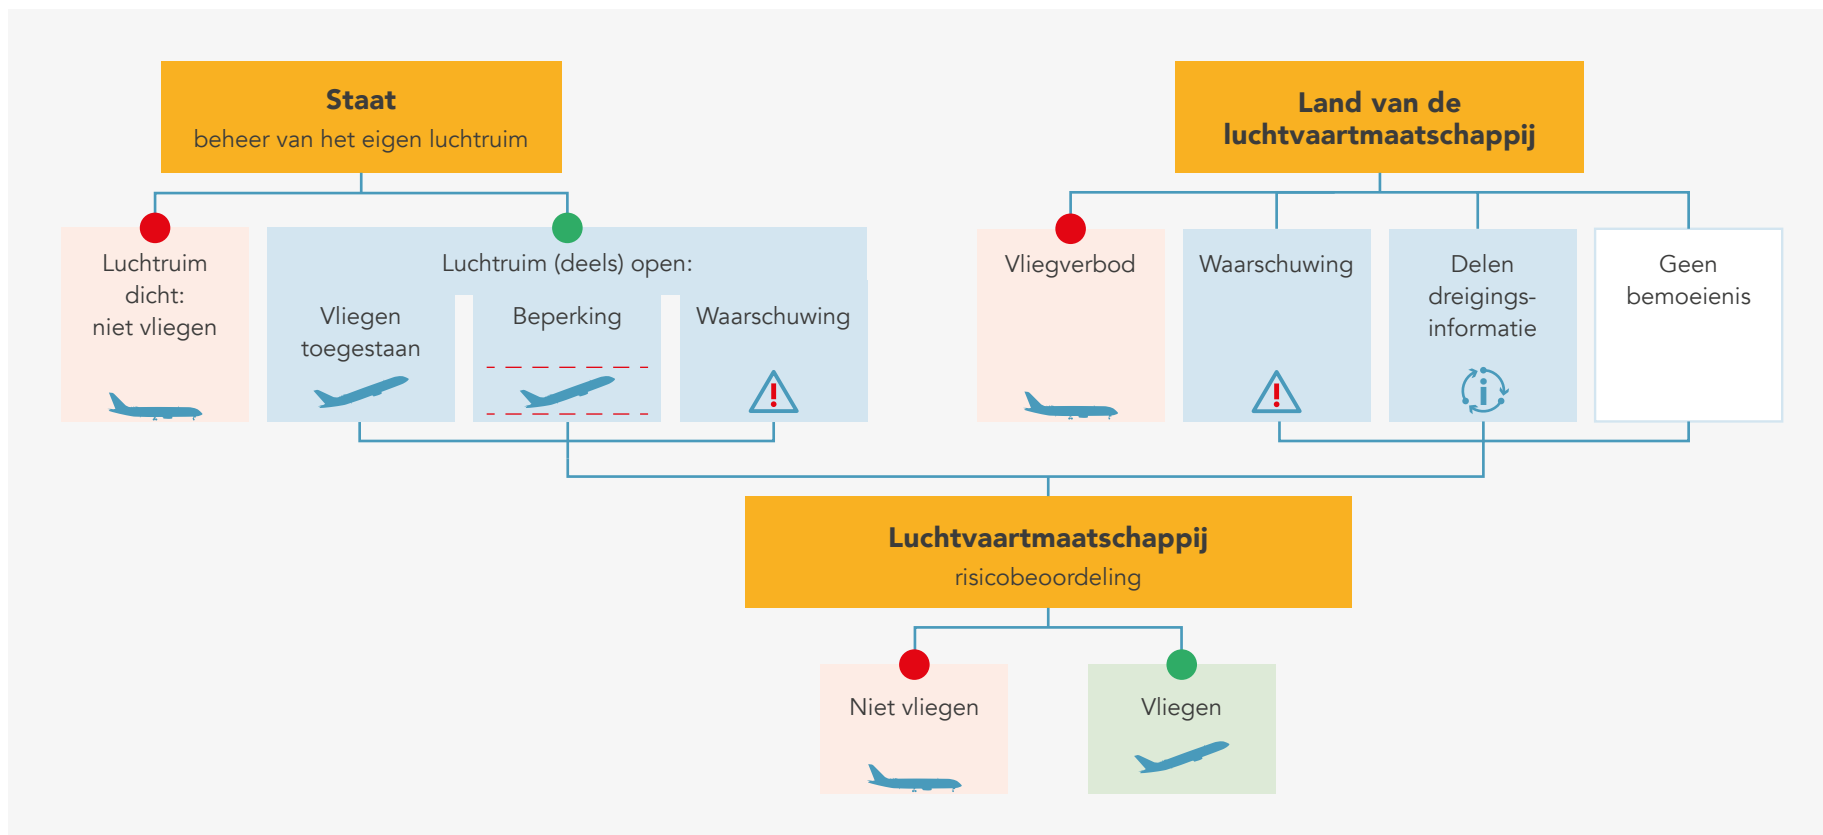 Staat
beheer van het eigen luchtruim
Land van de
luchtvaartmaatschappij
Luchtruim
dicht:
niet vliegen
Luchtruim (deels) open:
Vliegen
toegestaan
Beperking
Waarschuwing
Vliegverbod
Waarschuwing
Delen
dreigings-
informatie
Geen
bemoeienis
Luchtvaartmaatschappij
risicobeoordeling
Niet vliegen
Vliegen